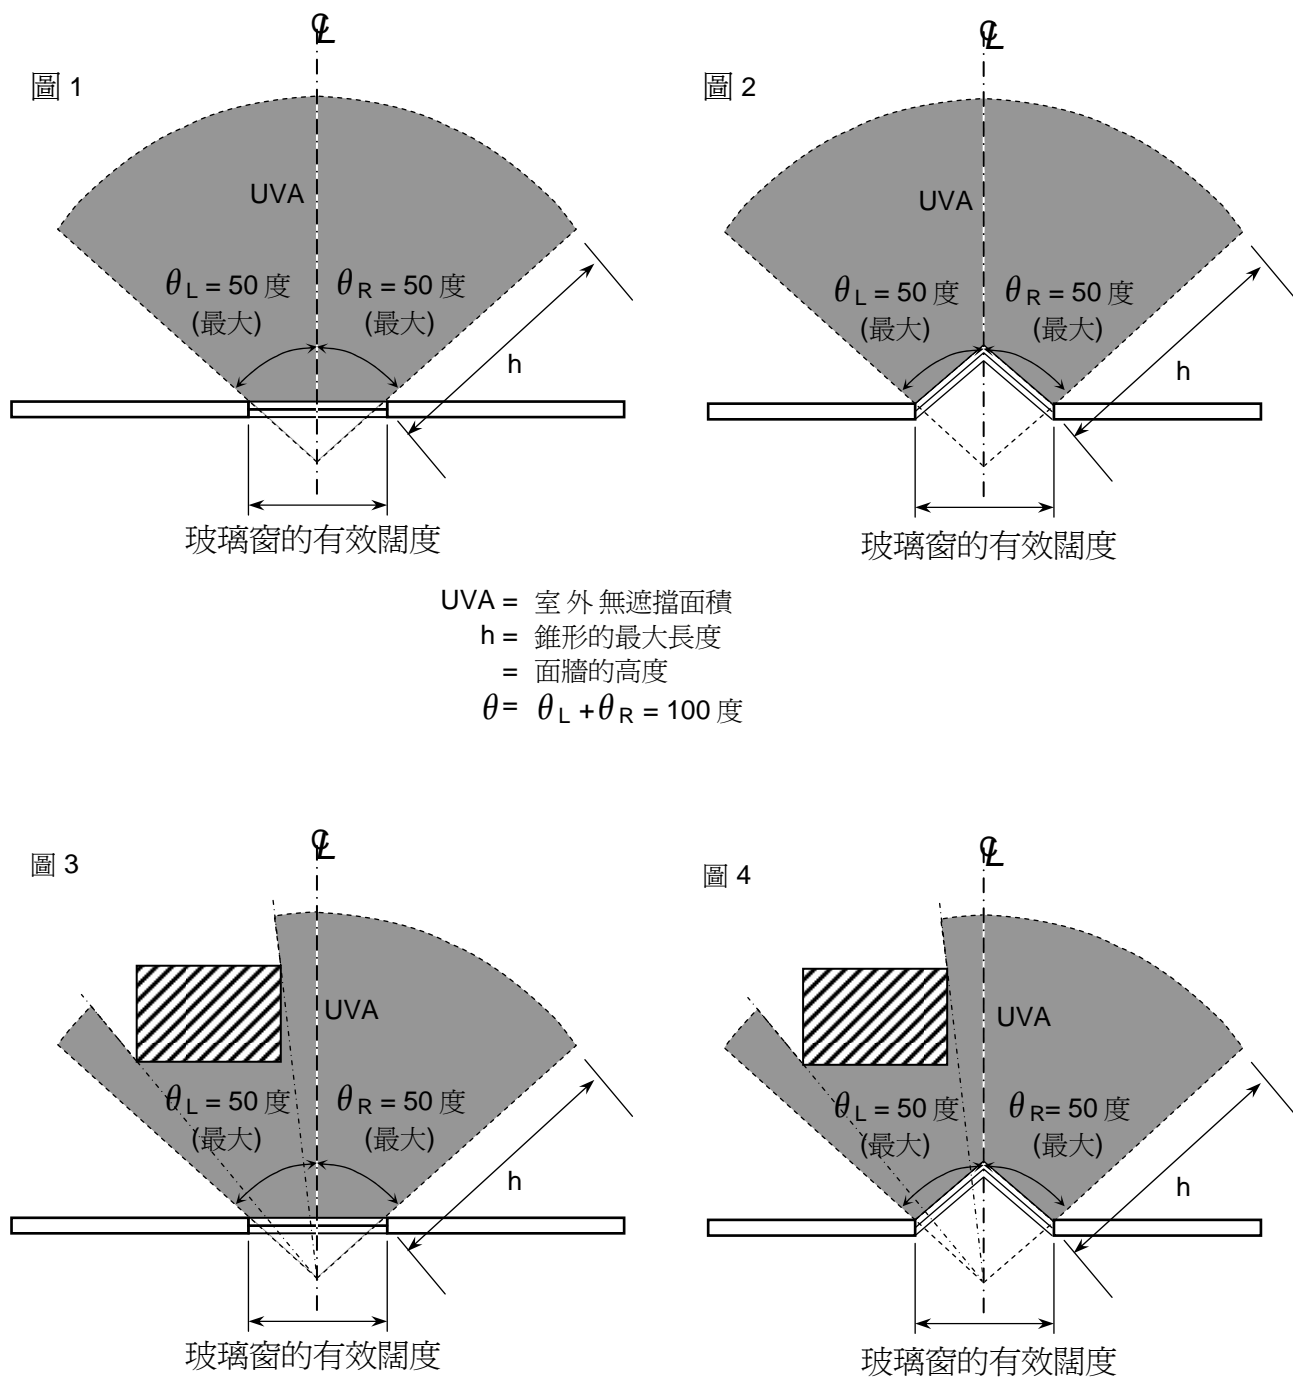 ℄
圖 1
UVA
θL = 50 度
(最大)
θR = 50 度
(最大)
h
玻璃窗的有效闊度
℄
圖 2
UVA
θL = 50 度
(最大)
θR = 50 度
(最大)
h
玻璃窗的有效闊度
UVA = 室外無遮擋面積
h = 錐形的最大長度
= 面牆的高度
θ = θL + θR = 100 度
℄
圖 3
UVA
θL = 50 度
(最大)
θR = 50 度
(最大)
h
玻璃窗的有效闊度
℄
圖 4
UVA
θL = 50 度
(最大)
θR= 50 度
(最大)
h
玻璃窗的有效闊度